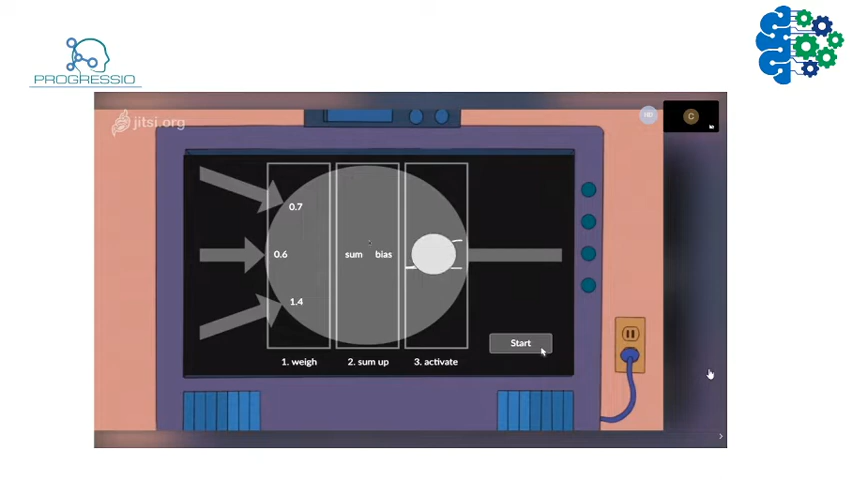 PROGRESSIO
jitsi.org
HD
C
0.7
0.6
sum bias
1.4
Start
1. weigh 2. sum up 3. activate